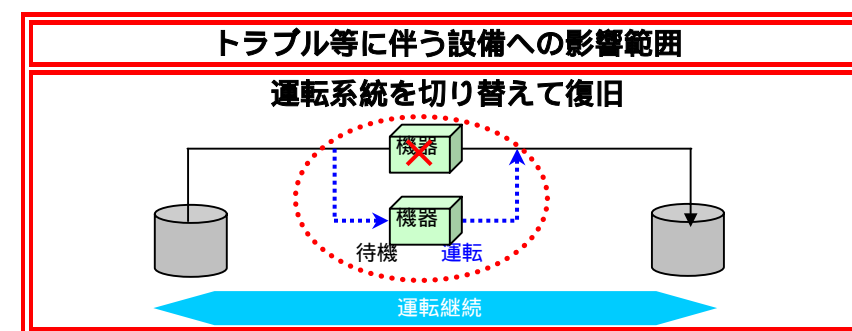 トラブル等に伴う設備への影響範囲
運転系統を切り替えて復旧
機器
機器
待機 運転
運転継続